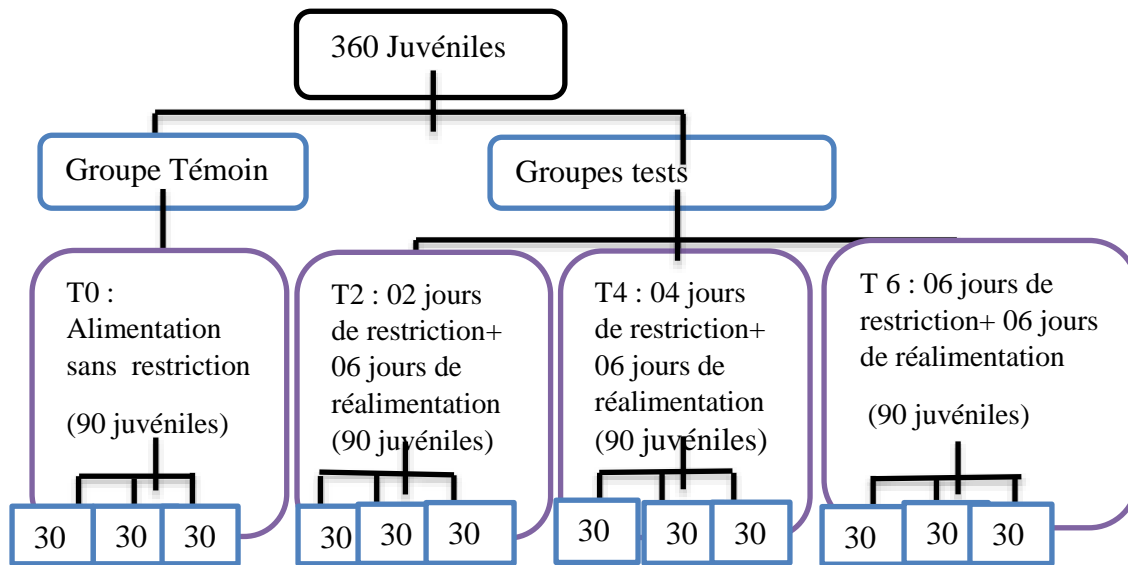 360 Juvéniles
Groupe Témoin
Groupes tests
T0 :
Alimentation
sans restriction
(90 juvéniles)
T2 : 02 jours
de restriction+
06 jours de
réalimentation
(90 juvéniles)
T4 : 04 jours
de restriction+
06 jours de
réalimentation
(90 juvéniles)
T 6 : 06 jours de
restriction+ 06 jours
de réalimentation
(90 juvéniles)
30 30 30 30 30 30 30 30 30 30 30 30